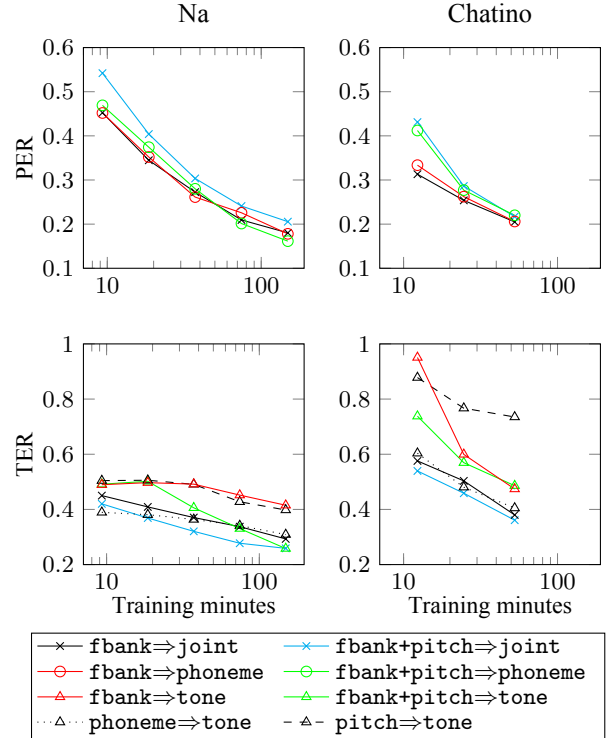 Na Chatino
0.6 0.6
0.5 0.5
0.4 0.4
0.3 0.3
0.2 0.2
0.1 0.1
PER
10 100 10 100
1 1
0.8 0.8
0.6 0.6
0.4 0.4
0.2 0.2
TER
10 100 10 100
Training minutes Training minutes
fbank⇒joint fbank+pitch⇒joint
fbank⇒phoneme fbank+pitch⇒phoneme
fbank⇒tone fbank+pitch⇒tone
phoneme⇒tone pitch⇒tone